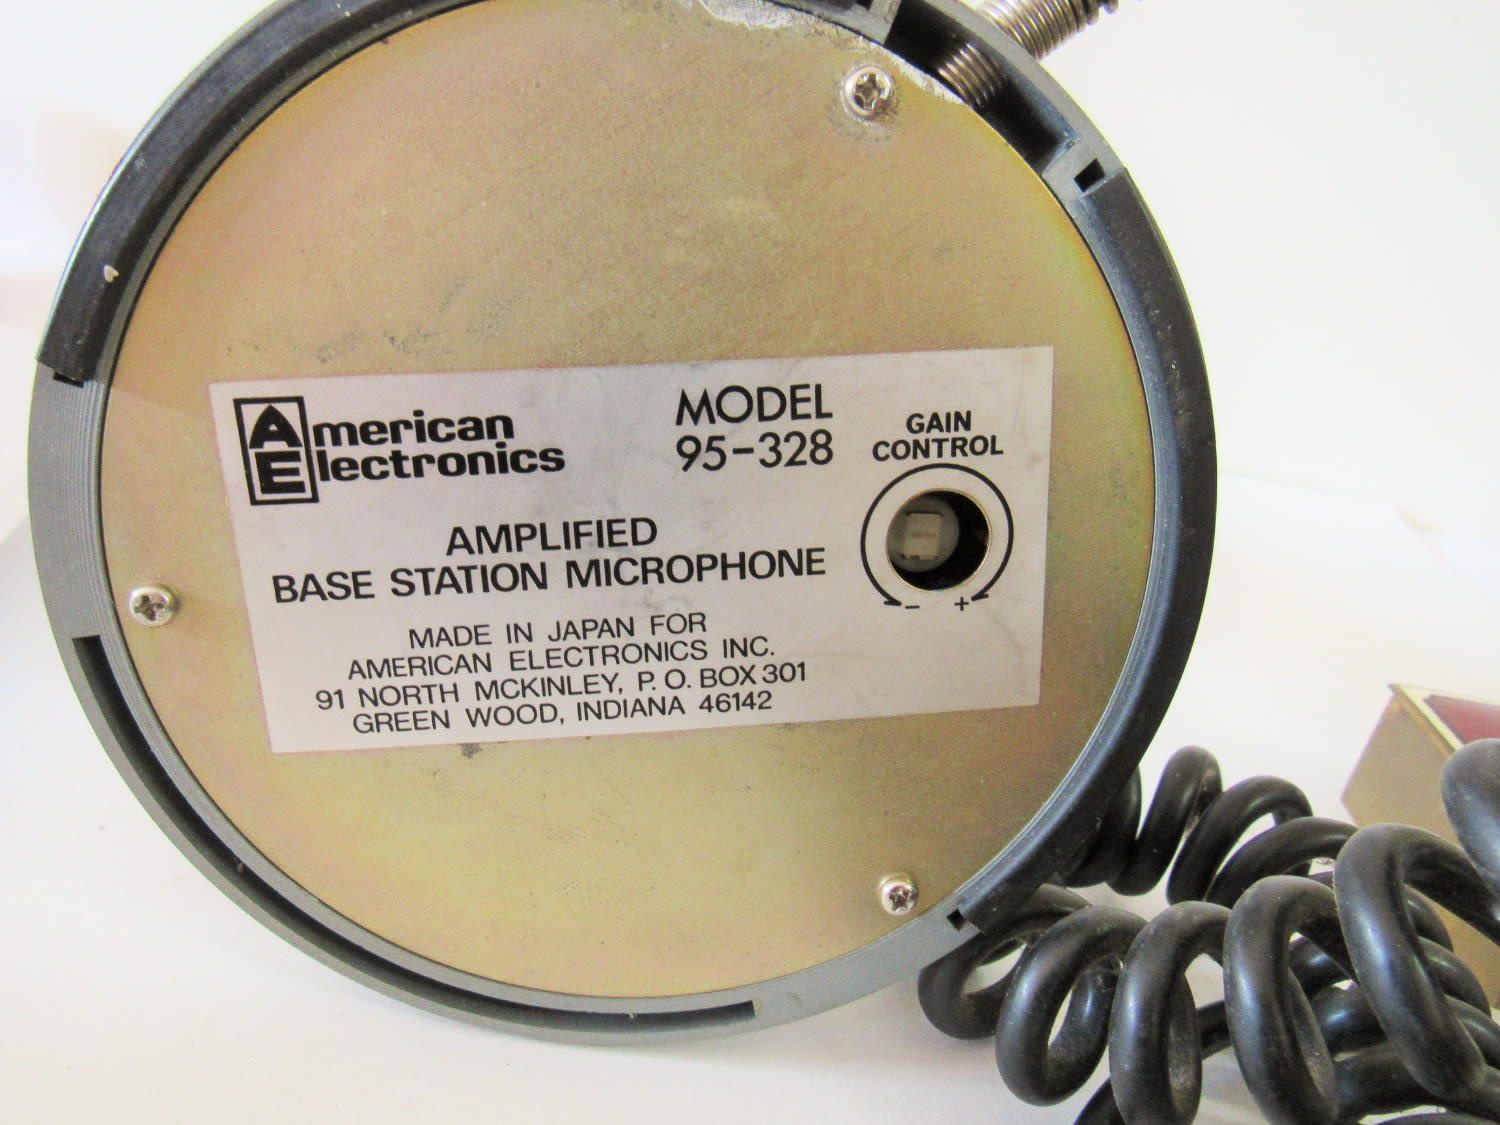 American
Electronics
MODEL
95-328
GAIN
CONTROL
- +
AMPLIFIED
BASE STATION MICROPHONE
MADE IN JAPAN FOR
AMERICAN ELECTRONICS INC.
91 NORTH MCKINLEY, P.O. BOX 301
GREEN WOOD, INDIANA 46142